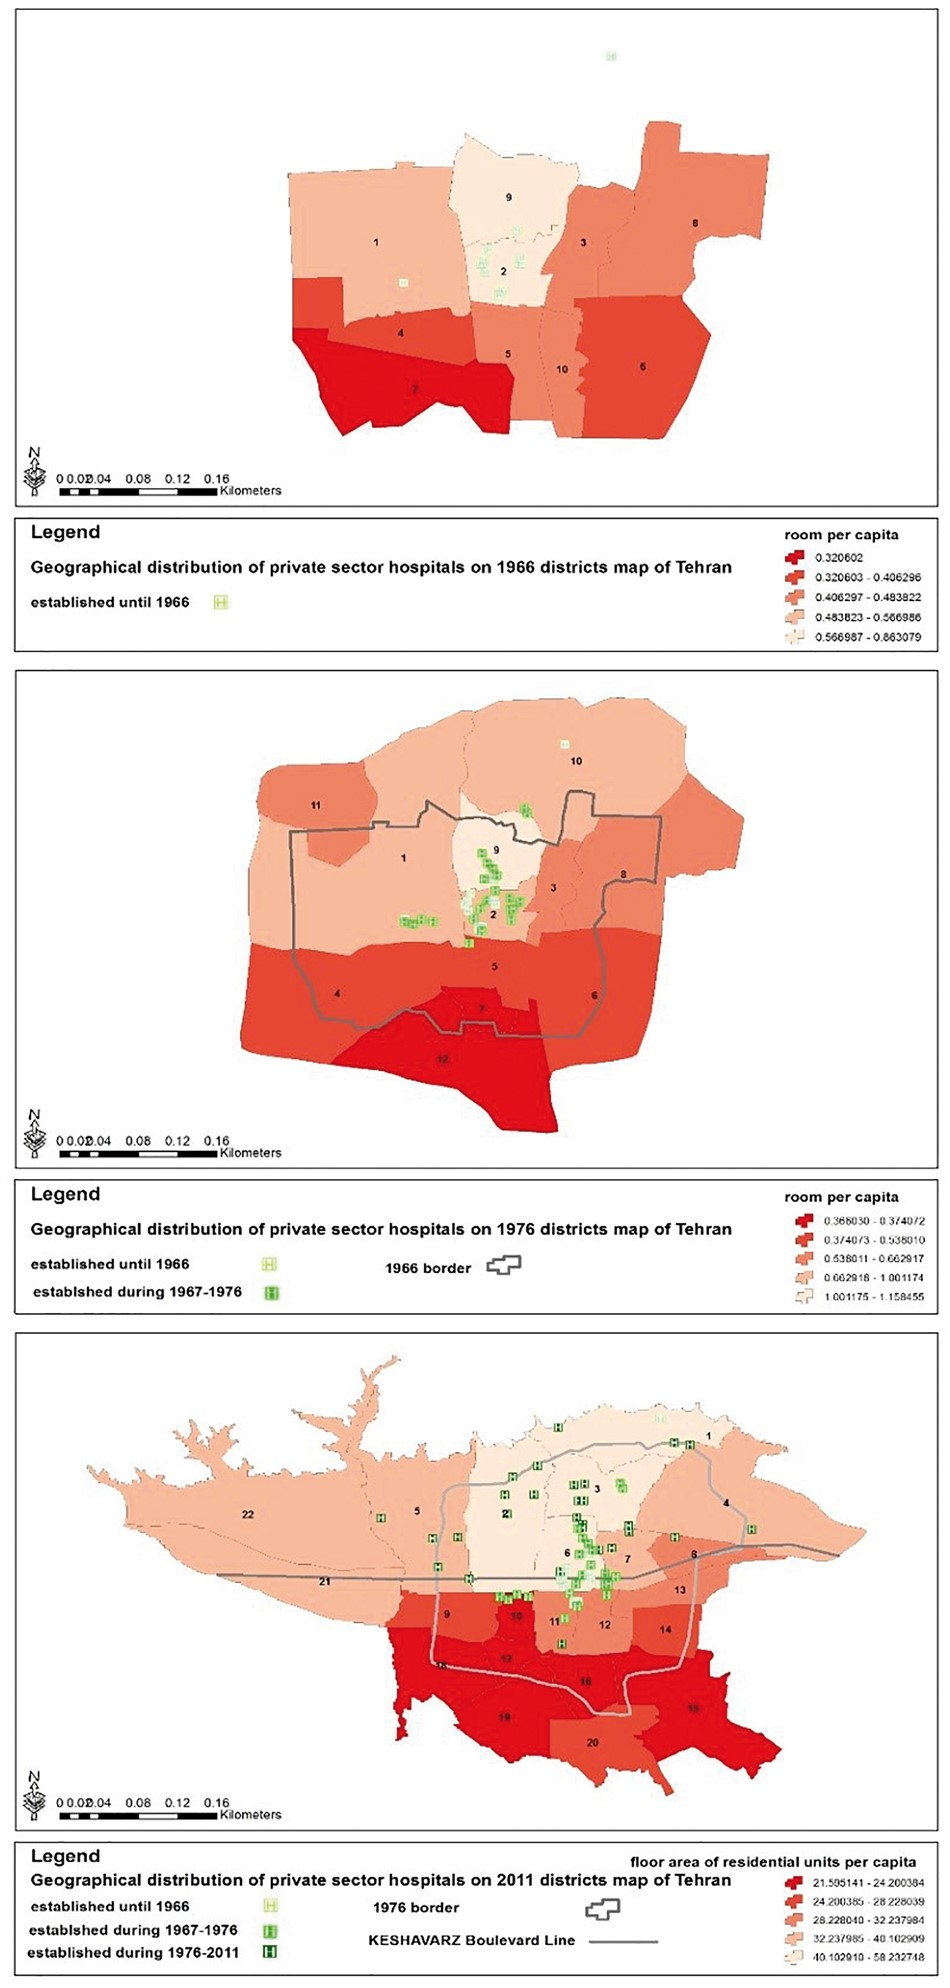 9
8
1
3
2
4
5
10
6
7
N
0 0.02 0.04 0.08 0.12 0.16
Kilometers
Legend
room per capita
Geographical distribution of private sector hospitals on 1966 districts map of Tehran
established until 1966
0.320602
0.320603 - 0.406296
0.406297 - 0.483822
0.483823 - 0.566986
0.566987 - 0.863079
10
11
9
1
8
3
2
5
4
6
7
12
N
0 0.02 0.04 0.08 0.12 0.16
Kilometers
Legend
room per capita
Geographical distribution of private sector hospitals on 1976 districts map of Tehran
established until 1966
1966 border
establshed during 1967-1976
0.366030 - 0.374072
0.374073 - 0.538010
0.538011 - 0.662917
0.662918 - 1.001174
1.001175 - 1.158455
1
3
4
22
5
2
6
7
8
21
13
9
10
11
12
14
17
18
16
15
19
20
N
0 0.02 0.04 0.08 0.12 0.16
Kilometers
Legend
floor area of residential units per capita
Geographical distribution of private sector hospitals on 2011 districts map of Tehran
established until 1966
1976 border
establshed during 1967-1976
KESHAVARZ Boulevard Line
established during 1976-2011
21.595141 - 24.200384
24.200385 - 28.228039
28.228040 - 32.237984
32.237985 - 40.102909
40.102910 - 58.232748